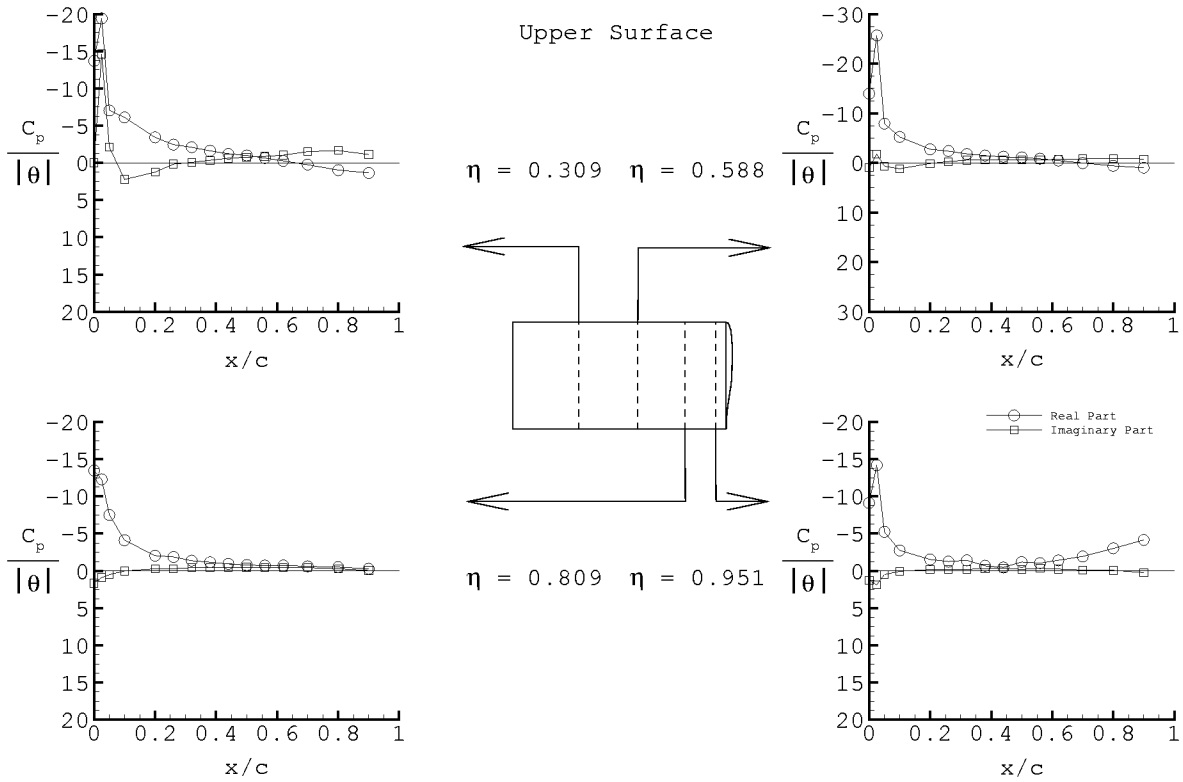 Upper Surface
-20
-15
-10
-5
0
5
10
15
20
C_p
|θ|
0 0.2 0.4 0.6 0.8 1
x/c
η = 0.309 η = 0.588
-30
-20
-10
0
10
20
30
C_p
|θ|
0 0.2 0.4 0.6 0.8 1
x/c
-20
-15
-10
-5
0
5
10
15
20
C_p
|θ|
0 0.2 0.4 0.6 0.8 1
x/c
η = 0.809 η = 0.951
Real Part
Imaginary Part
-20
-15
-10
-5
0
5
10
15
20
C_p
|θ|
0 0.2 0.4 0.6 0.8 1
x/c